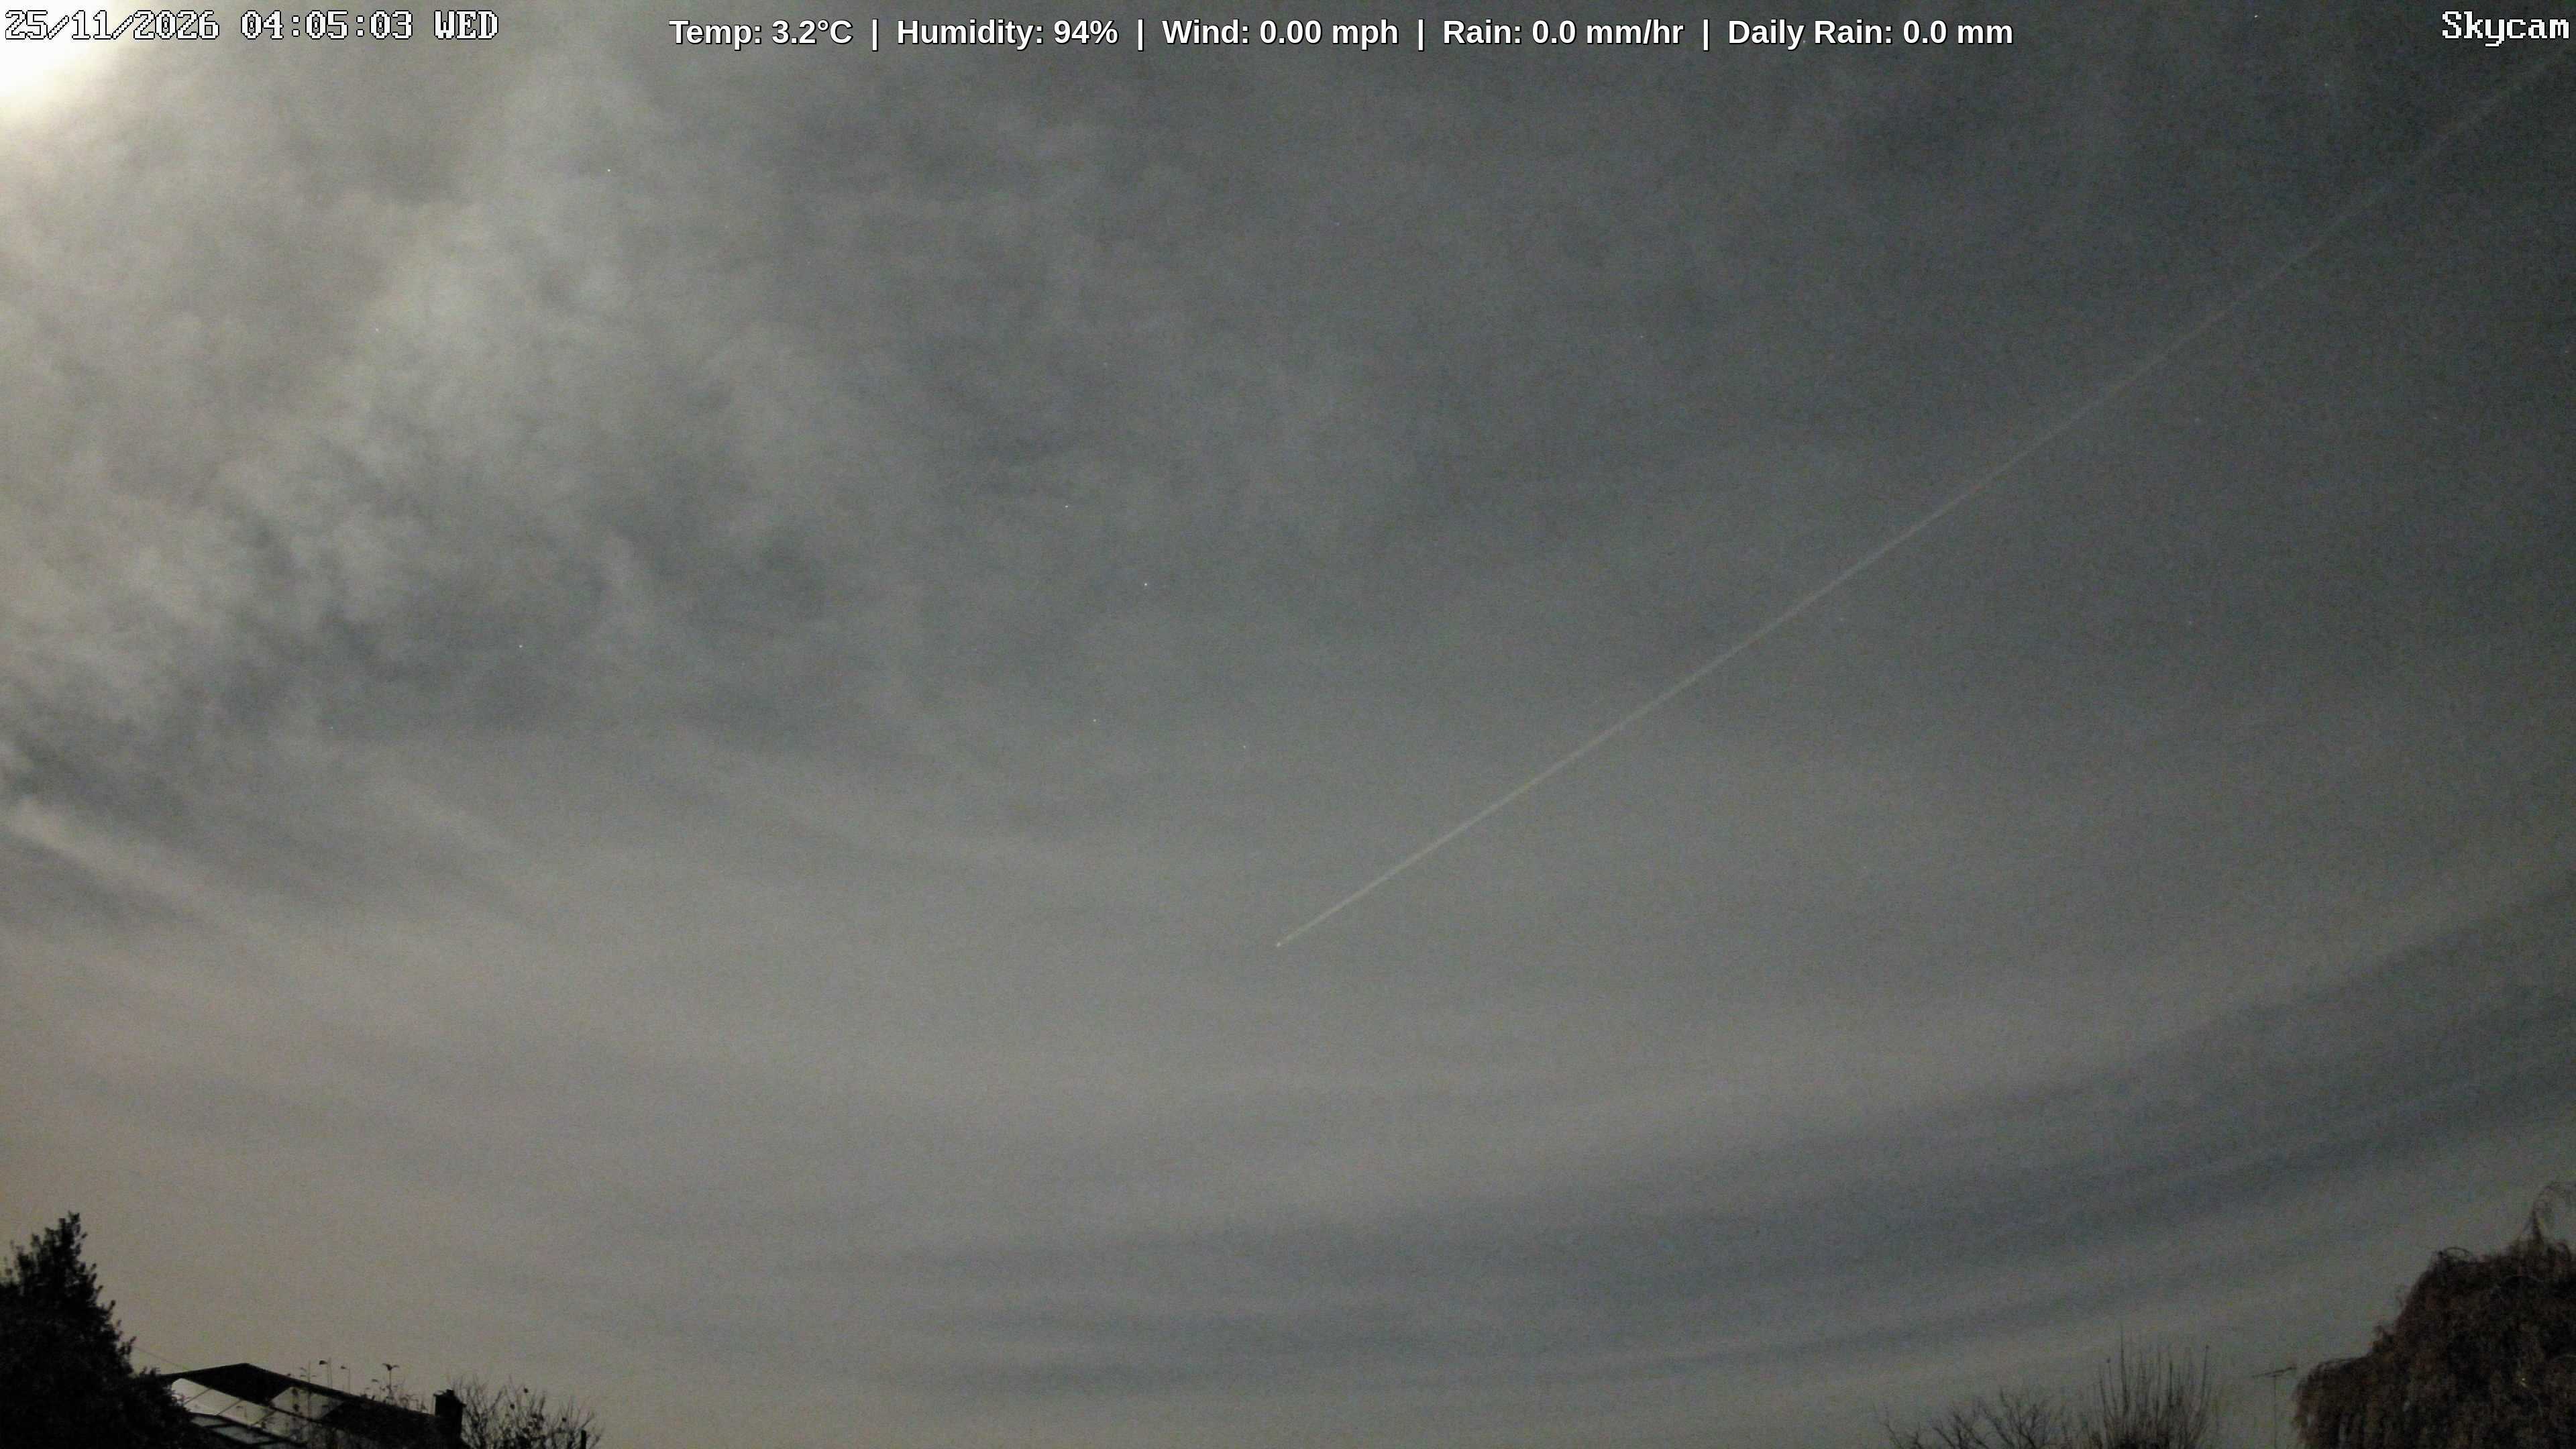 25/11/2026 04:05:03 WED
Temp: 3.2°C | Humidity: 94% | Wind: 0.00 mph | Rain: 0.0 mm/hr | Daily Rain: 0.0 mm
Skycam